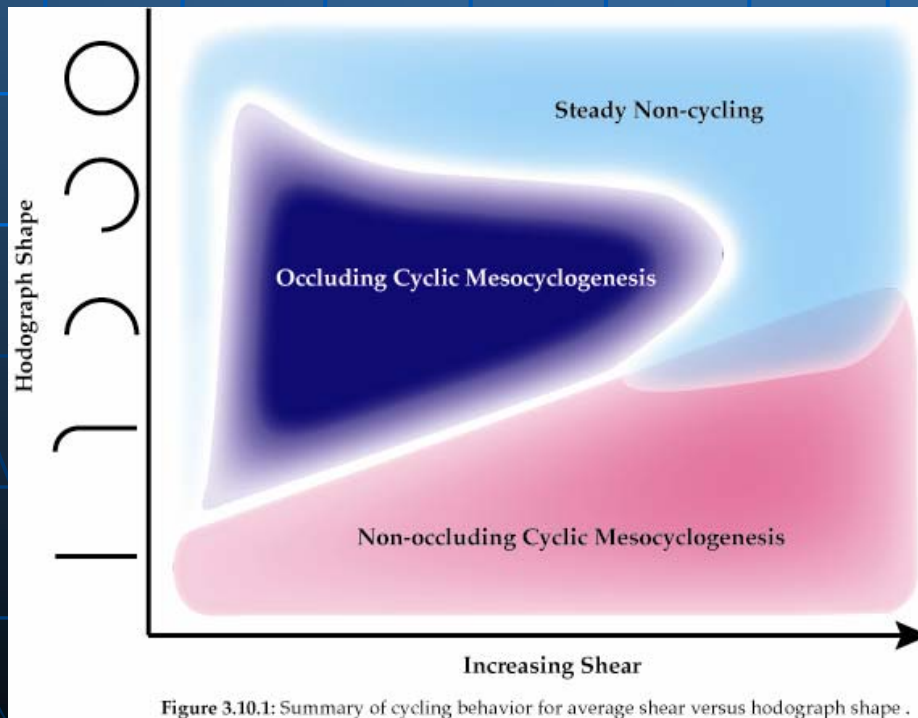 Steady Non-cycling
Hodograph Shape
Occluding Cyclic Mesocyclogenesis
Non-occluding Cyclic Mesocyclogenesis
Increasing Shear
Figure 3.10.1: Summary of cycling behavior for average shear versus hodograph shape .